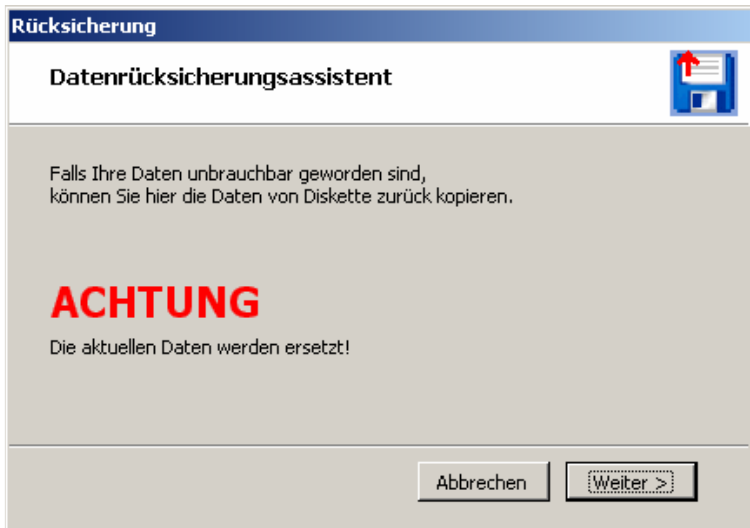 Rücksicherung
Datenrücksicherungsassistent
Falls Ihre Daten unbrauchbar geworden sind,
können Sie hier die Daten von Diskette zurück kopieren.
ACHTUNG
Die aktuellen Daten werden ersetzt!
Abbrechen
Weiter >